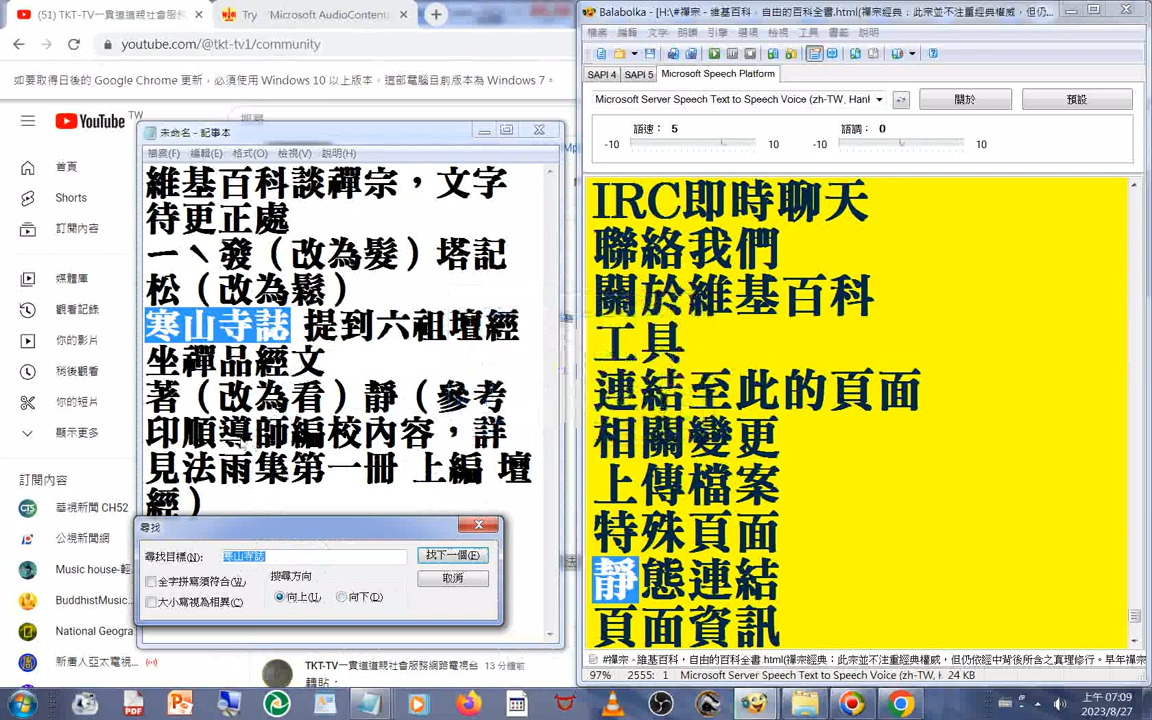 (51) TKT-TV一貫道道親社會服務
Try
Microsoft AudioContent
youtube.com/@tkt-tv1/community
如要取得日後的 Google Chrome 更新，必須使用 Windows 10 以上版本。這部電腦目前版本為 Windows 7。
YouTube TW
首頁
Shorts
訂閱內容
媒體庫
觀看記錄
你的影片
稍後觀看
你的短片
顯示更多
訂閱內容
華視新聞 CH52
公視新聞網
Music house-輕...
BuddhistMusic...
National Geogra...
新唐人亞太電視...
未命名 - 記事本
檔案(F) 編輯(E) 格式(O) 檢視(V) 說明(H)
維基百科談禪宗，文字
待更正處
一、發（改為髮）塔記
松（改為鬆）
寒山寺誌 提到六祖壇經
坐禪品經文
著（改為看）靜（參考
印順導師編校內容，詳
見法雨集第一冊 上編 壇
經）
尋找
尋找目標(N): 寒山寺誌
找下一個(F)
全字拼寫須符合(W)
搜尋方向
取消
大小寫視為相異(C)
向上(U)
向下(D)
TKT-TV一貫道道親社會服務網路電視台 13 分鐘前
轉貼：
Balabolka - [H:\#禪宗 - 維基百科，自由的百科全書.html(禪宗經典：此宗並不注重經典權威，但仍...
檔案 編輯 文字 朗讀 引擎 選項 檢視 工具 書籤 說明
SAPI 4 SAPI 5 Microsoft Speech Platform
Microsoft Server Speech Text to Speech Voice (zh-TW, HanH
關於
預設
語速： 5
語調： 0
-10 10 -10 10
IRC即時聊天
聯絡我們
關於維基百科
工具
連結至此的頁面
相關變更
上傳檔案
特殊頁面
靜態連結
頁面資訊
#禪宗 - 維基百科，自由的百科全書.html(禪宗經典：此宗並不注重經典權威，但仍依經中背後所含之真理修行。早年禪宗
97% 2555: 1 Microsoft Server Speech Text to Speech Voice (zh-TW, H 24 KB
上午 07:09
2023/8/27